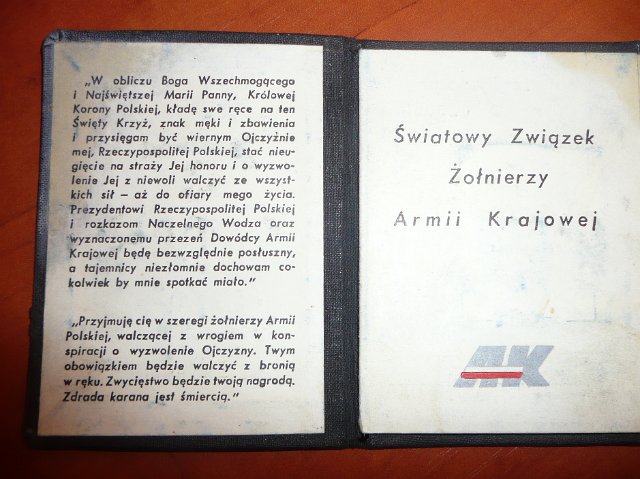 „W obliczu Boga Wszechmogącego
i Najświętszej Marii Panny, Królowej
Korony Polskiej, kładę swe ręce na ten
Święty Krzyż, znak męki i zbawienia
i przysięgam być wiernym Ojczyźnie
mej, Rzeczypospolitej Polskiej, stać nieu-
gięcie na straży Jej honoru i o wyzwo-
lenie Jej z niewoli walczyć ze wszyst-
kich sił – aż do ofiary mego życia.
Prezydentowi Rzeczypospolitej Polskiej
i rozkazom Naczelnego Wodza oraz
wyznaczonemu przezeń Dowódcy Armii
Krajowej będę bezwzględnie posłuszny,
a tajemnicy niezłomnie dochowam co-
kolwiek by mnie spotkać miało."
„Przyjmuję cię w szeregi żołnierzy Armii
Polskiej, walczącej z wrogiem w kon-
spiracji o wyzwolenie Ojczyzny. Twym
obowiązkiem będzie walczyć z bronią
w ręku. Zwycięstwo będzie twoją nagrodą.
Zdrada karana jest śmiercią."
Światowy Związek
Żołnierzy
Armii Krajowej
AK